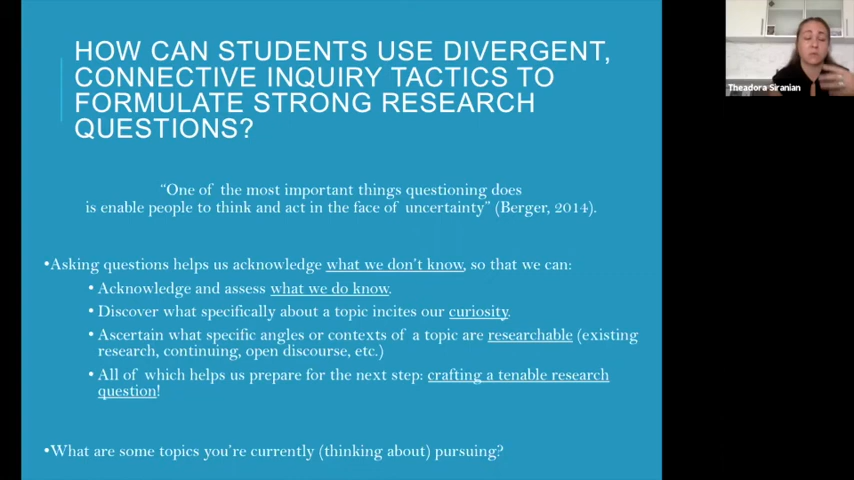 HOW CAN STUDENTS USE DIVERGENT,
CONNECTIVE INQUIRY TACTICS TO
FORMULATE STRONG RESEARCH
QUESTIONS?
Theadora Siranian
“One of the most important things questioning does
is enable people to think and act in the face of uncertainty” (Berger, 2014).
•Asking questions helps us acknowledge what we don't know, so that we can:
• Acknowledge and assess what we do know.
• Discover what specifically about a topic incites our curiosity.
• Ascertain what specific angles or contexts of a topic are researchable (existing
research, continuing, open discourse, etc.)
• All of which helps us prepare for the next step: crafting a tenable research
question!
•What are some topics you're currently (thinking about) pursuing?